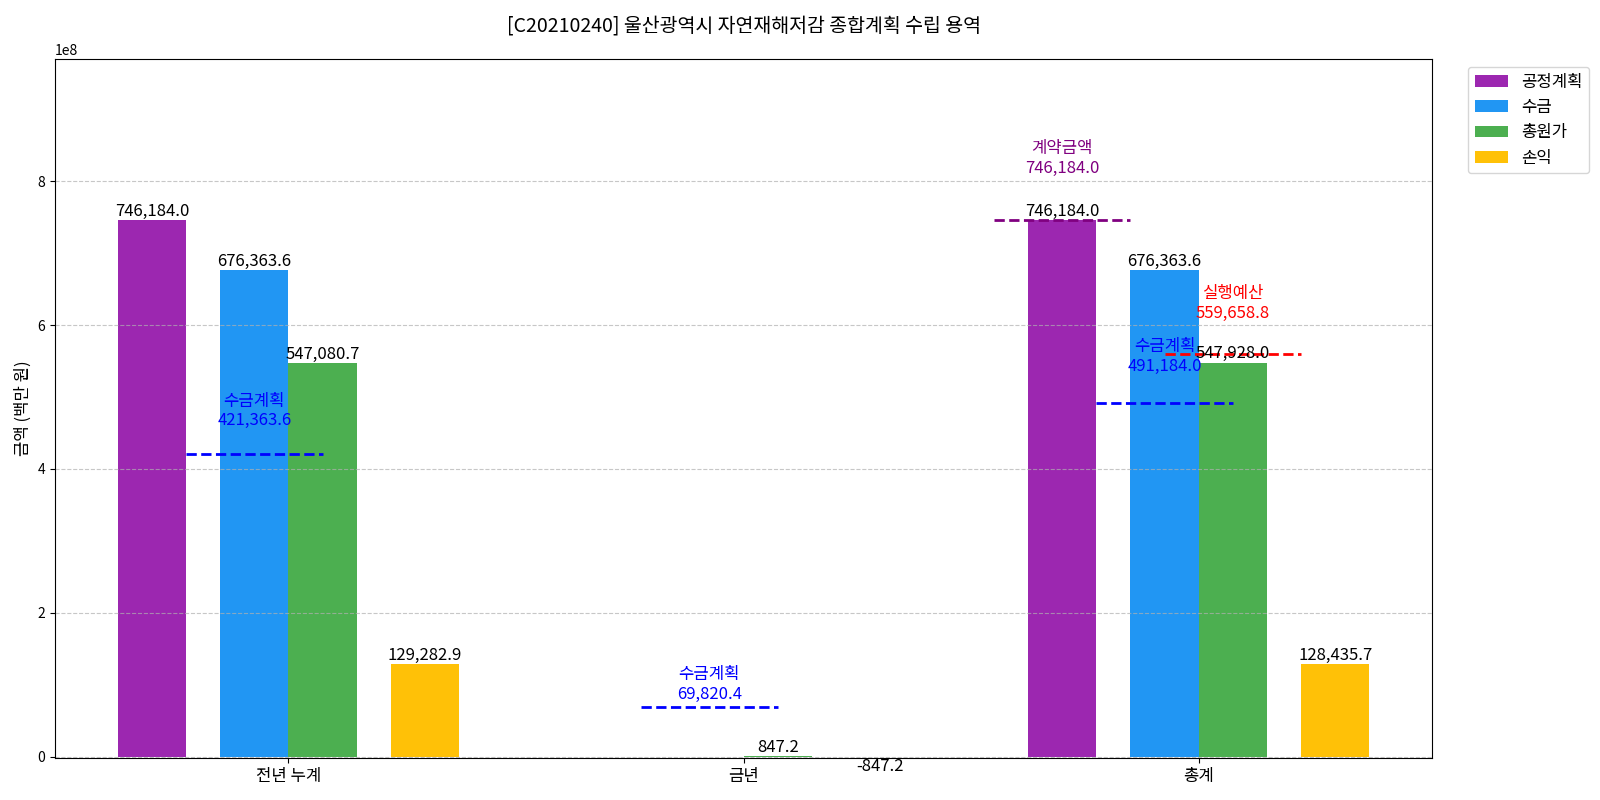 [C20210240] 울산광역시 자연재해저감 종합계획 수립 용역
1e8
금액 (백만 원)
8
6
4
2
0
746,184.0
676,363.6
547,080.7
수금계획
421,363.6
129,282.9
수금계획
69,820.4
847.2
-847.2
계약금액
746,184.0
746,184.0
676,363.6
실행예산
559,658.8
수금계획
491,184.0
547,928.0
128,435.7
전년 누계
금년
총계
공정계획
수금
총원가
손익